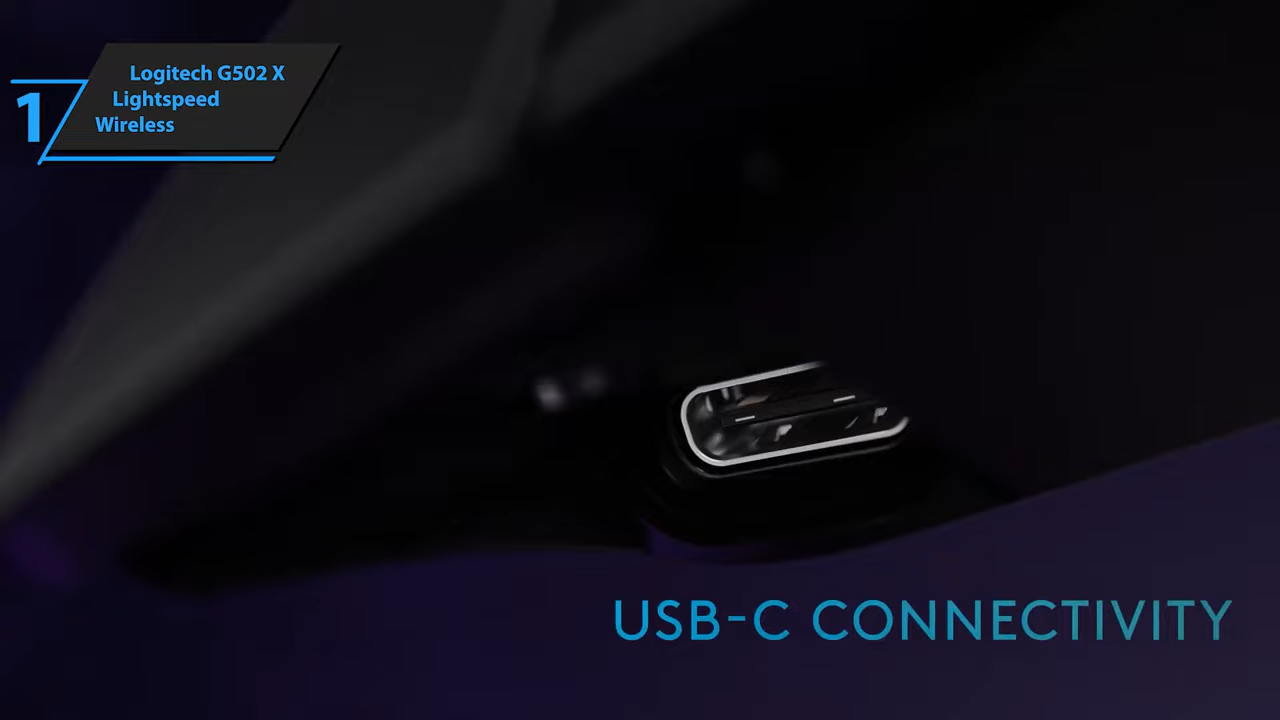 1
Logitech G502 X
Lightspeed
Wireless
USB-C CONNECTIVITY